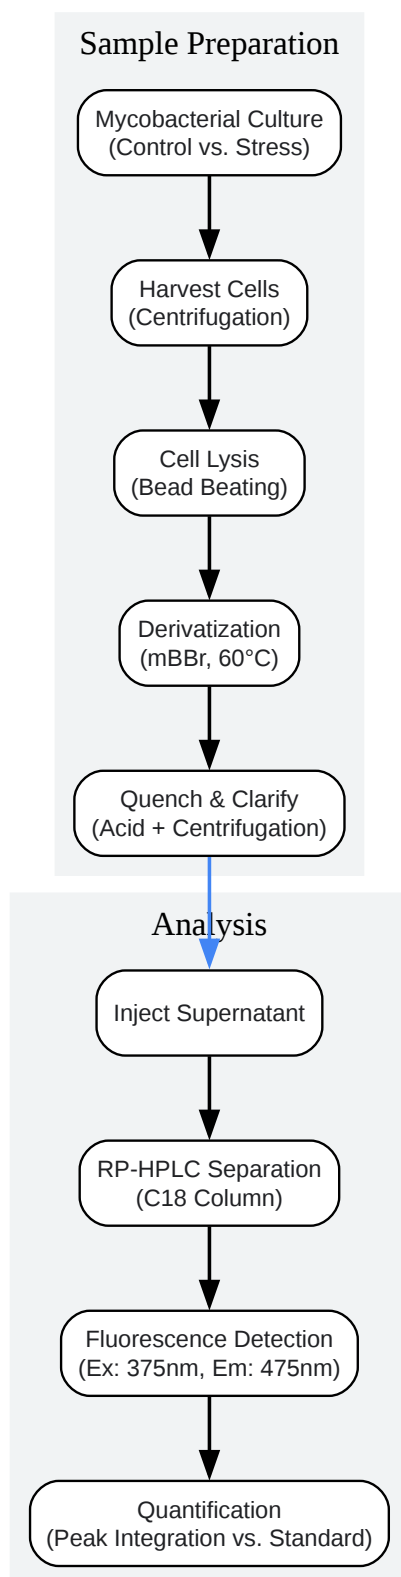 Sample Preparation
Mycobacterial Culture
(Control vs. Stress)
Harvest Cells
(Centrifugation)
Cell Lysis
(Bead Beating)
Derivatization
(mBBr, 60°C)
Quench & Clarify
(Acid + Centrifugation)
Analysis
Inject Supernatant
RP-HPLC Separation
(C18 Column)
Fluorescence Detection
(Ex: 375nm, Em: 475nm)
Quantification
(Peak Integration vs. Standard)